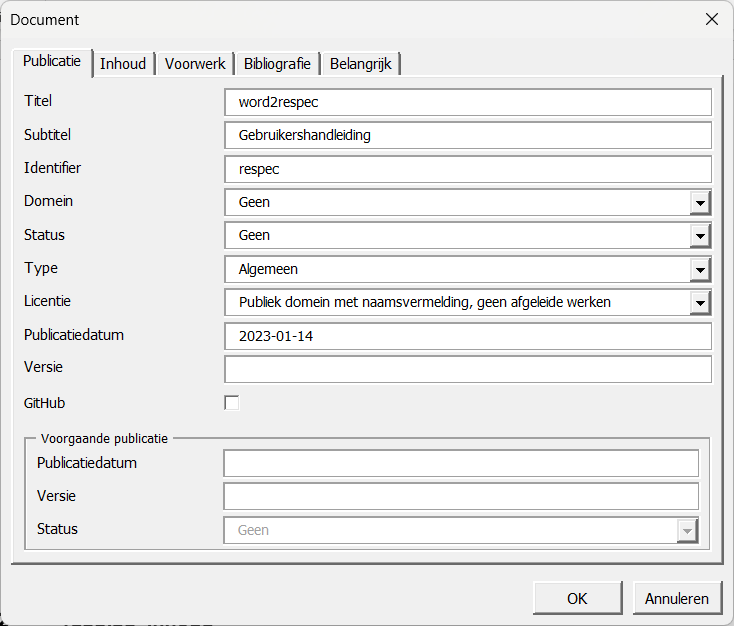 Document
Publicatie Inhoud Voorwerk Bibliografie Belangrijk
Titel word2respec
Subtitel Gebruikershandleiding
Identifier respec
Domein Geen
Status Geen
Type Algemeen
Licentie Publiek domein met naamsvermelding, geen afgeleide werken
Publicatiedatum 2023-01-14
Versie
GitHub
Voorgaande publicatie
Publicatiedatum
Versie
Status Geen
OK Annuleren